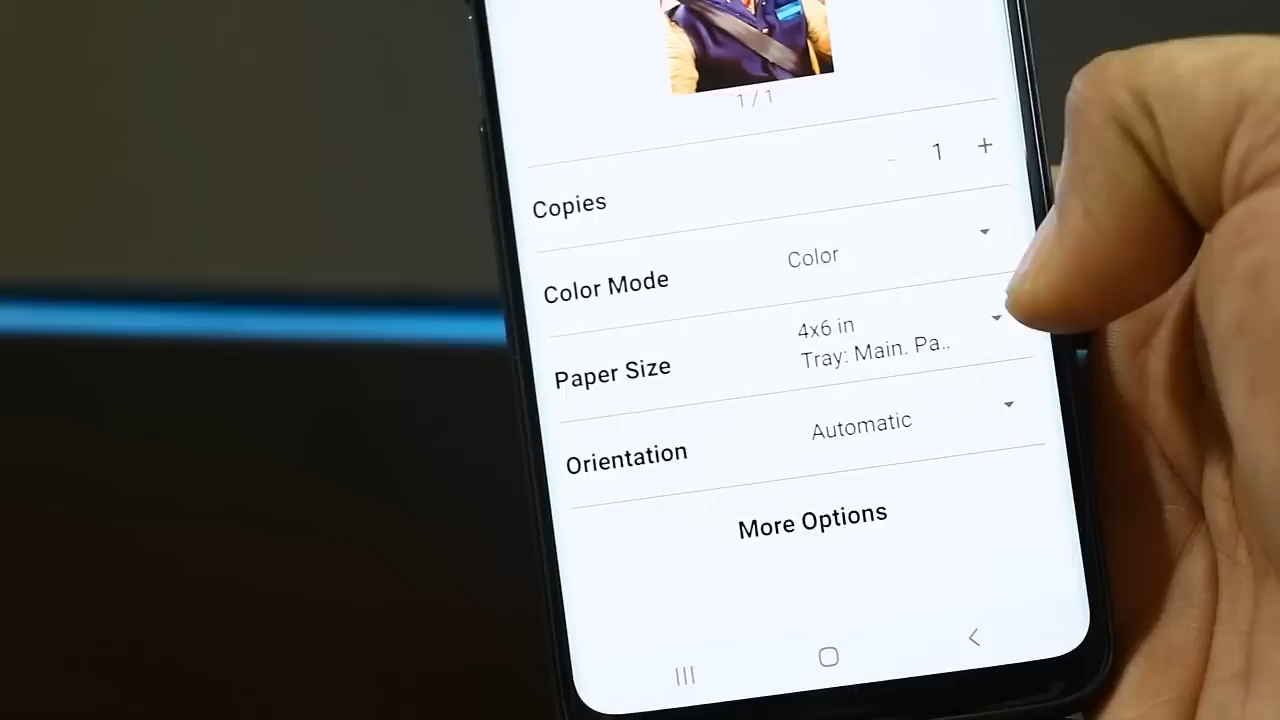 1/1
Copies
- 1 +
Color Mode
Color
Paper Size
4x6 in
Tray: Main. Pa..
Orientation
Automatic
More Options